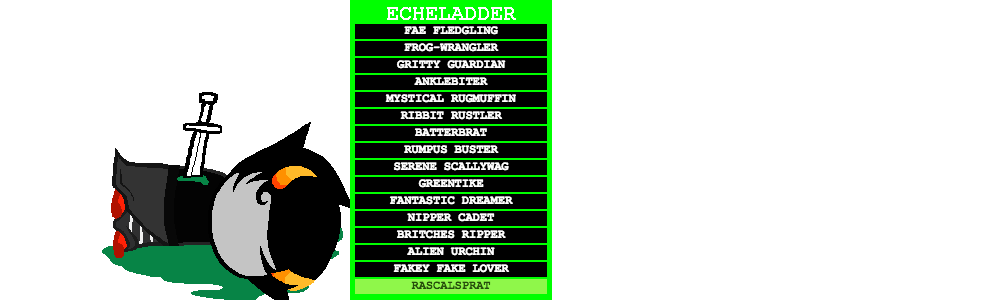 ECHELADDER
FAE FLEDGLING
FROG-WRANGLER
GRITTY GUARDIAN
ANKLEBITER
MYSTICAL RUGMUFFIN
RIBBIT RUSTLER
BATTERBRAT
RUMPUS BUSTER
SERENE SCALLYWAG
GREENTIKE
FANTASTIC DREAMER
NIPPER CADET
BRITCHES RIPPER
ALIEN URCHIN
FAKEY FAKE LOVER
RASCALSPRAT